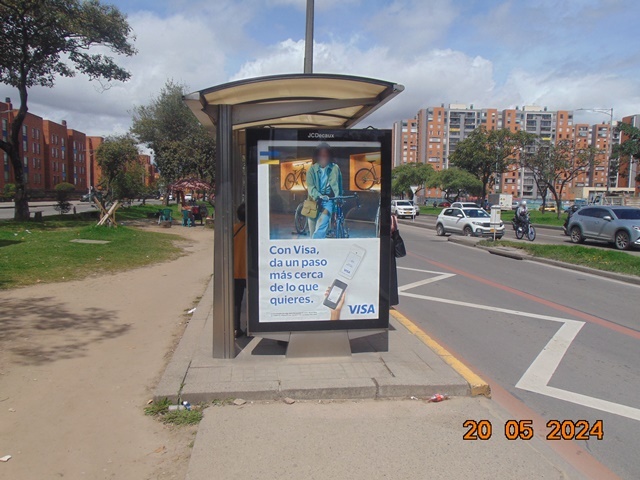 JCDecaux
Con Visa,
da un paso
más cerca
de lo que
quieres.
VISA
20 05 2024